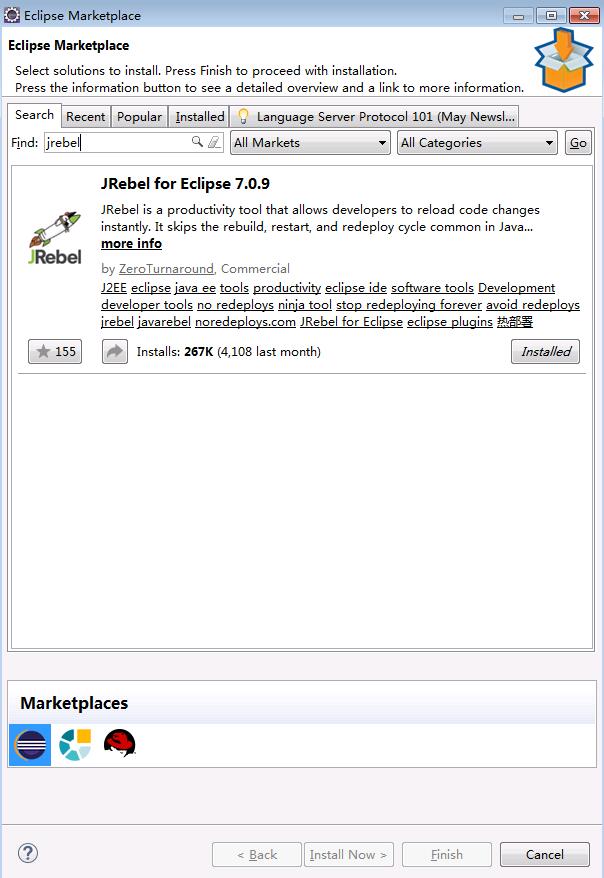 Eclipse Marketplace
Eclipse Marketplace
Select solutions to install. Press Finish to proceed with installation.
Press the information button to see a detailed overview and a link to more information.
Search Recent Popular Installed Language Server Protocol 101 (May Newsl...
Find: jrebel All Markets All Categories Go
JRebel for Eclipse 7.0.9
JRebel is a productivity tool that allows developers to reload code changes
instantly. It skips the rebuild, restart, and redeploy cycle common in Java...
more info
JRebel
by ZeroTurnaround, Commercial
J2EE eclipse java ee tools productivity eclipse ide software tools Development
developer tools no redeploys ninja tool stop redeploying forever avoid redeploys
jrebel javarebel noredeploys.com JRebel for Eclipse eclipse plugins 热部署
155 Installs: 267K (4,108 last month) Installed
Marketplaces
? < Back Install Now > Finish Cancel